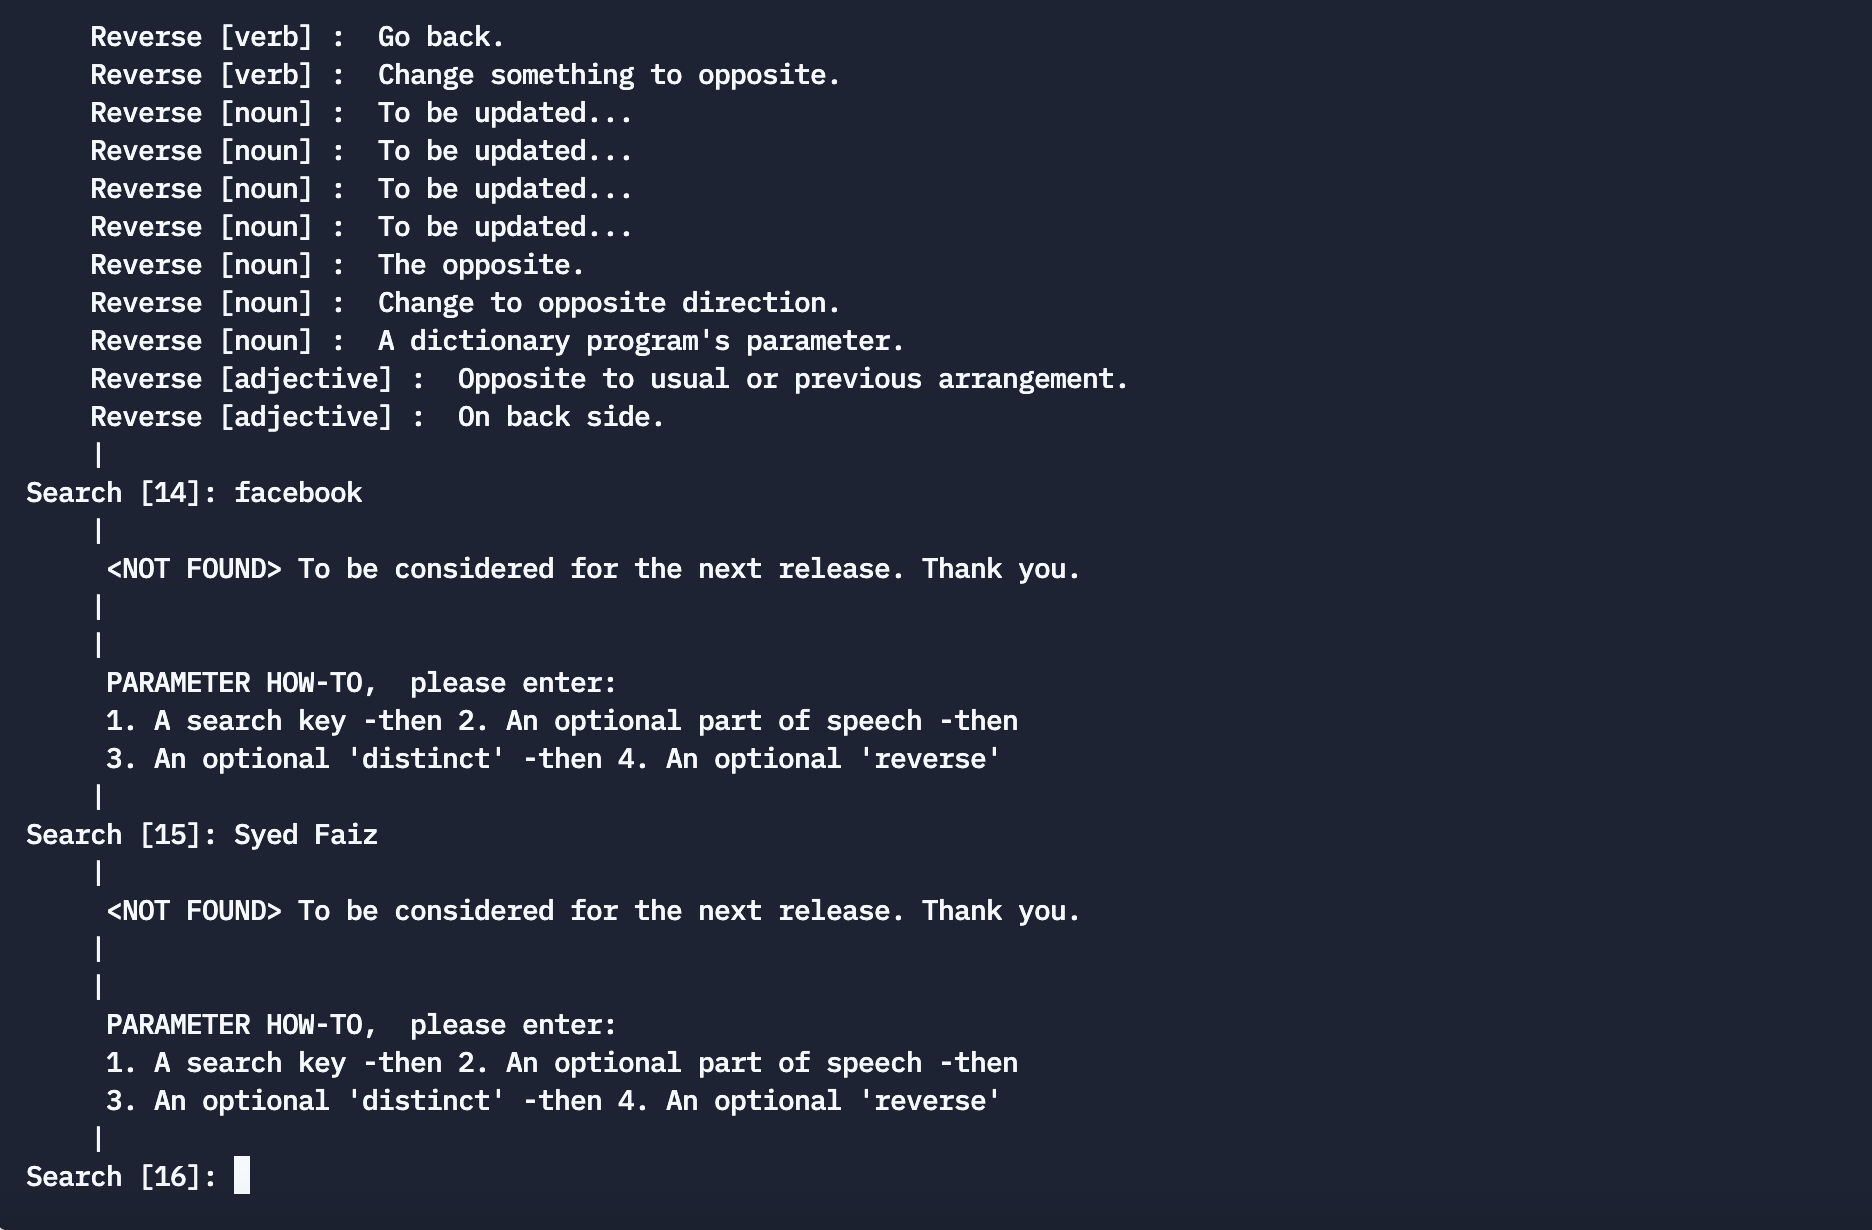 Reverse [verb] :  Go back.
Reverse [verb] :  Change something to opposite.
Reverse [noun] :  To be updated...
Reverse [noun] :  To be updated...
Reverse [noun] :  To be updated...
Reverse [noun] :  To be updated...
Reverse [noun] :  The opposite.
Reverse [noun] :  Change to opposite direction.
Reverse [noun] :  A dictionary program's parameter.
Reverse [adjective] :  Opposite to usual or previous arrangement.
Reverse [adjective] :  On back side.
|
Search [14]: facebook
|
<NOT FOUND> To be considered for the next release. Thank you.
|
|
PARAMETER HOW-TO,  please enter:
1. A search key -then 2. An optional part of speech -then
3. An optional 'distinct' -then 4. An optional 'reverse'
|
Search [15]: Syed Faiz
|
<NOT FOUND> To be considered for the next release. Thank you.
|
|
PARAMETER HOW-TO,  please enter:
1. A search key -then 2. An optional part of speech -then
3. An optional 'distinct' -then 4. An optional 'reverse'
|
Search [16]: